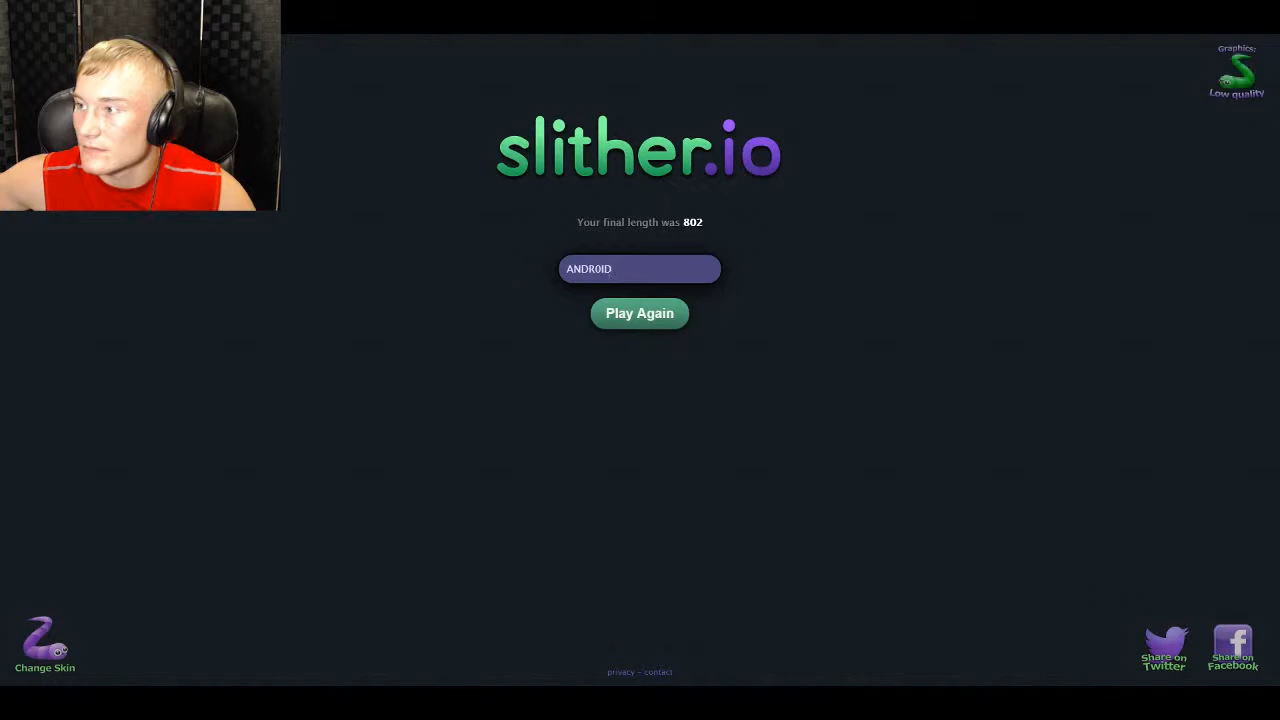 Graphics:
Low quality
slither.io
Your final length was 802
ANDR0ID
Play Again
Change Skin
Share on
Twitter
Share on
Facebook
privacy - contact